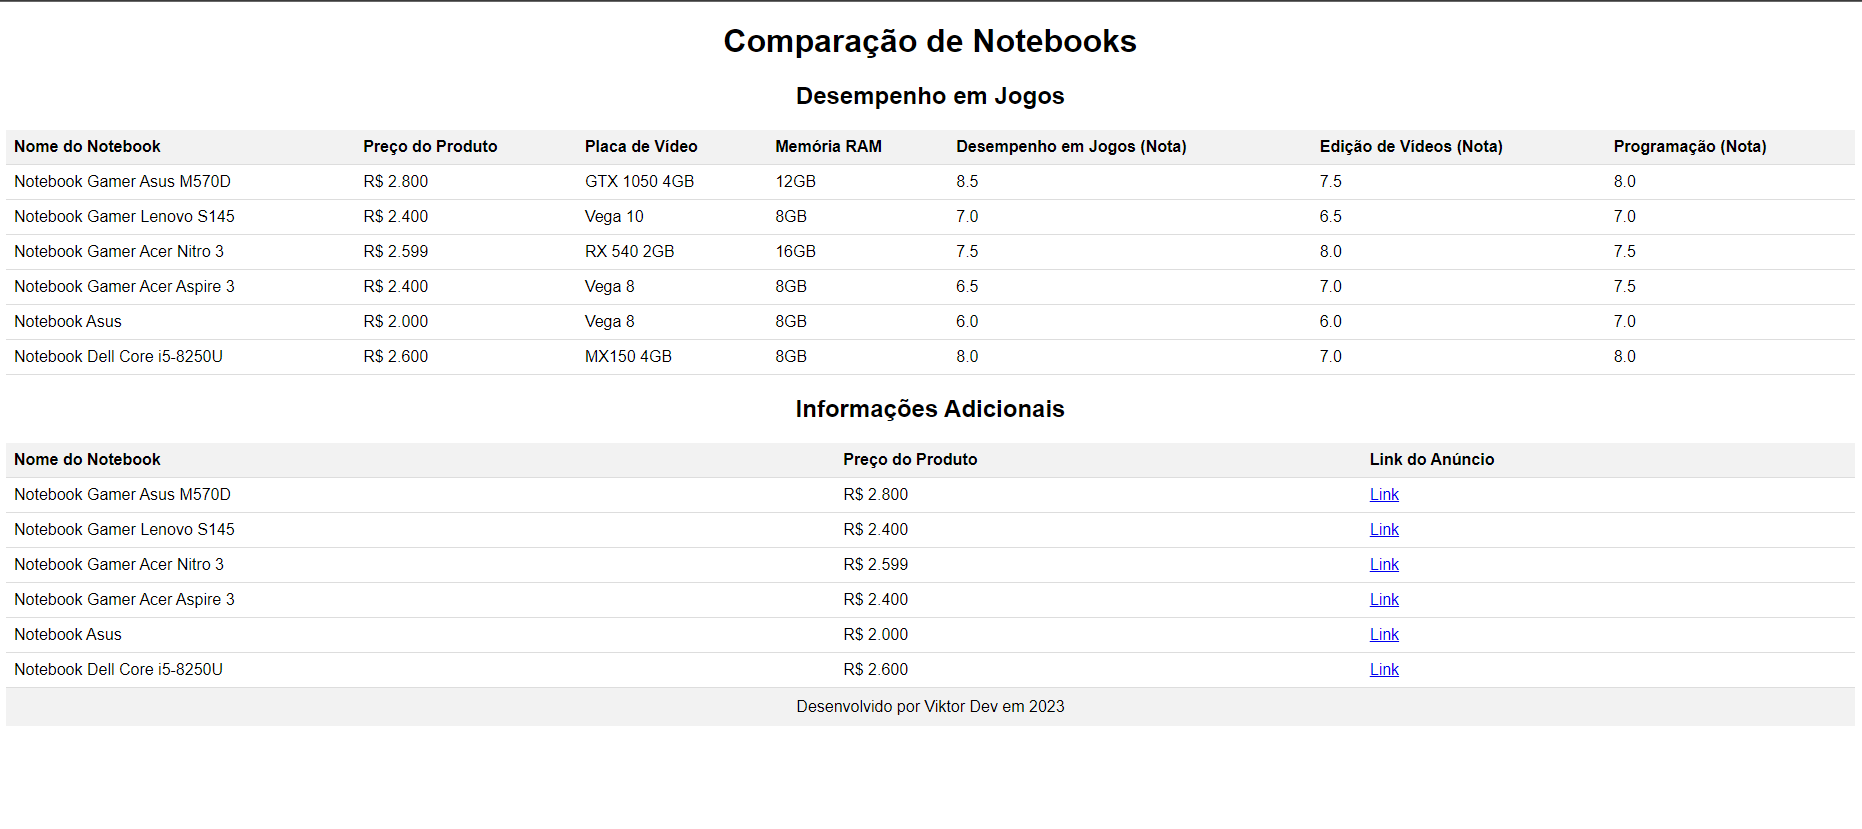 Comparação de Notebooks
Desempenho em Jogos
Nome do Notebook Preço do Produto Placa de Vídeo Memória RAM Desempenho em Jogos (Nota) Edição de Vídeos (Nota) Programação (Nota)
Notebook Gamer Asus M570D R$ 2.800 GTX 1050 4GB 12GB 8.5 7.5 8.0
Notebook Gamer Lenovo S145 R$ 2.400 Vega 10 8GB 7.0 6.5 7.0
Notebook Gamer Acer Nitro 3 R$ 2.599 RX 540 2GB 16GB 7.5 8.0 7.5
Notebook Gamer Acer Aspire 3 R$ 2.400 Vega 8 8GB 6.5 7.0 7.5
Notebook Asus R$ 2.000 Vega 8 8GB 6.0 6.0 7.0
Notebook Dell Core i5-8250U R$ 2.600 MX150 4GB 8GB 8.0 7.0 8.0
Informações Adicionais
Nome do Notebook Preço do Produto Link do Anúncio
Notebook Gamer Asus M570D R$ 2.800 Link
Notebook Gamer Lenovo S145 R$ 2.400 Link
Notebook Gamer Acer Nitro 3 R$ 2.599 Link
Notebook Gamer Acer Aspire 3 R$ 2.400 Link
Notebook Asus R$ 2.000 Link
Notebook Dell Core i5-8250U R$ 2.600 Link
Desenvolvido por Viktor Dev em 2023